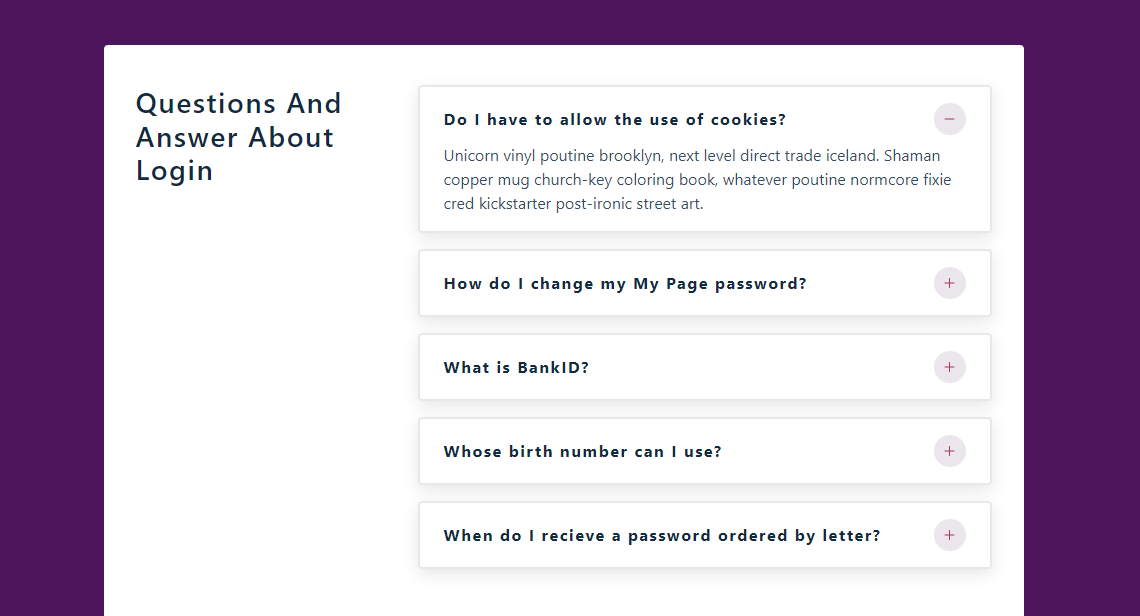 Questions And
Answer About
Login
Do I have to allow the use of cookies?
Unicorn vinyl poutine brooklyn, next level direct trade iceland. Shaman
copper mug church-key coloring book, whatever poutine normcore fixie
cred kickstarter post-ironic street art.
How do I change my My Page password?
What is BankID?
Whose birth number can I use?
When do I recieve a password ordered by letter?